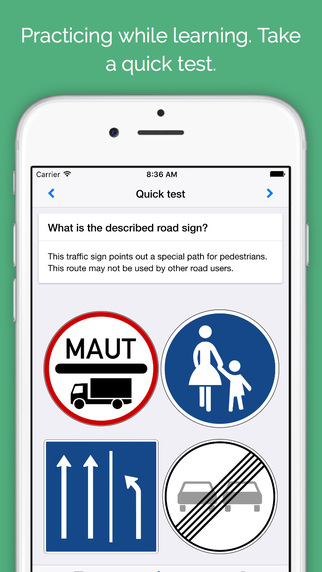 Practicing while learning. Take
a quick test.
Carrier 8:36 AM
Quick test
What is the described road sign?
This traffic sign points out a special path for pedestrians.
This route may not be used by other road users.
MAUT